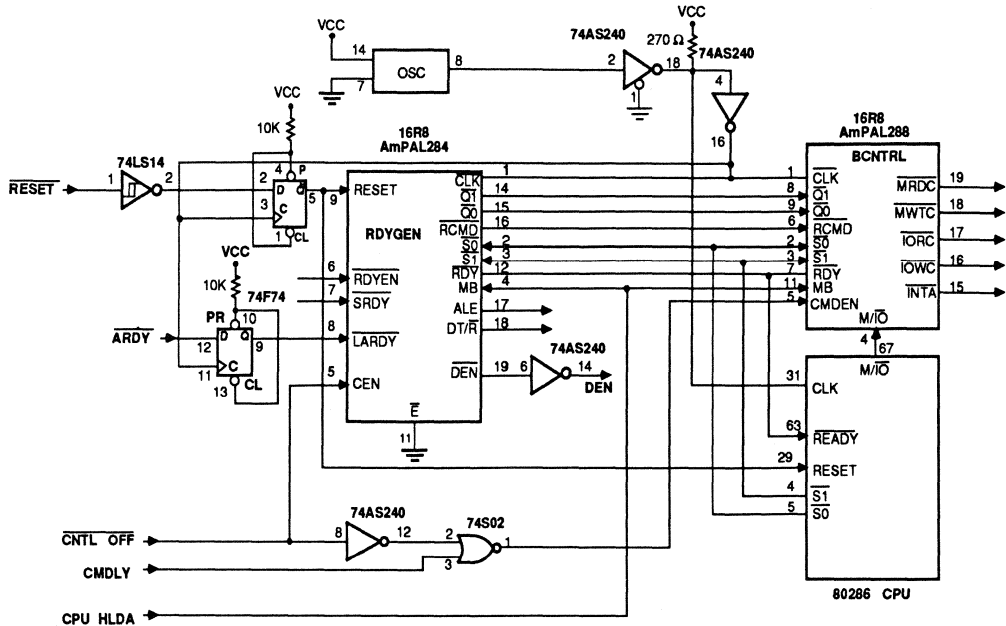 VCC
14
OSC
8
7
74AS240
2
18
1
VCC
270 Ω
74AS240
4
16
VCC
10K
74LS14
RESET
1
2
4
P
2
D
Q
5
3
C
1
CL
VCC
10K
74F74
PR
10
ARDY
12
D
Q
9
C
11
13
CL
16R8
AmPAL284
RDYGEN
9
RESET
6
RDYEN
7
SRDY
8
LARDY
5
CEN
E
11
CLK
1
Q1
14
Q0
15
RCMD
16
S0
2
S1
3
RDY
12
MB
4
ALE
17
DT/R
18
DEN
19
6
74AS240
14
DEN
16R8
AmPAL288
BCNTRL
1
CLK
8
Q1
9
Q0
6
RCMD
2
S0
3
S1
7
RDY
11
MB
5
CMDEN
MRDC
19
MWTC
18
IORC
17
IOWC
16
INTA
15
M/IO
4
67
M/IO
31
CLK
63
READY
29
RESET
4
S1
5
S0
80286 CPU
CNTL OFF
8
74AS240
12
2
74S02
1
3
CMDLY
CPU HLDA